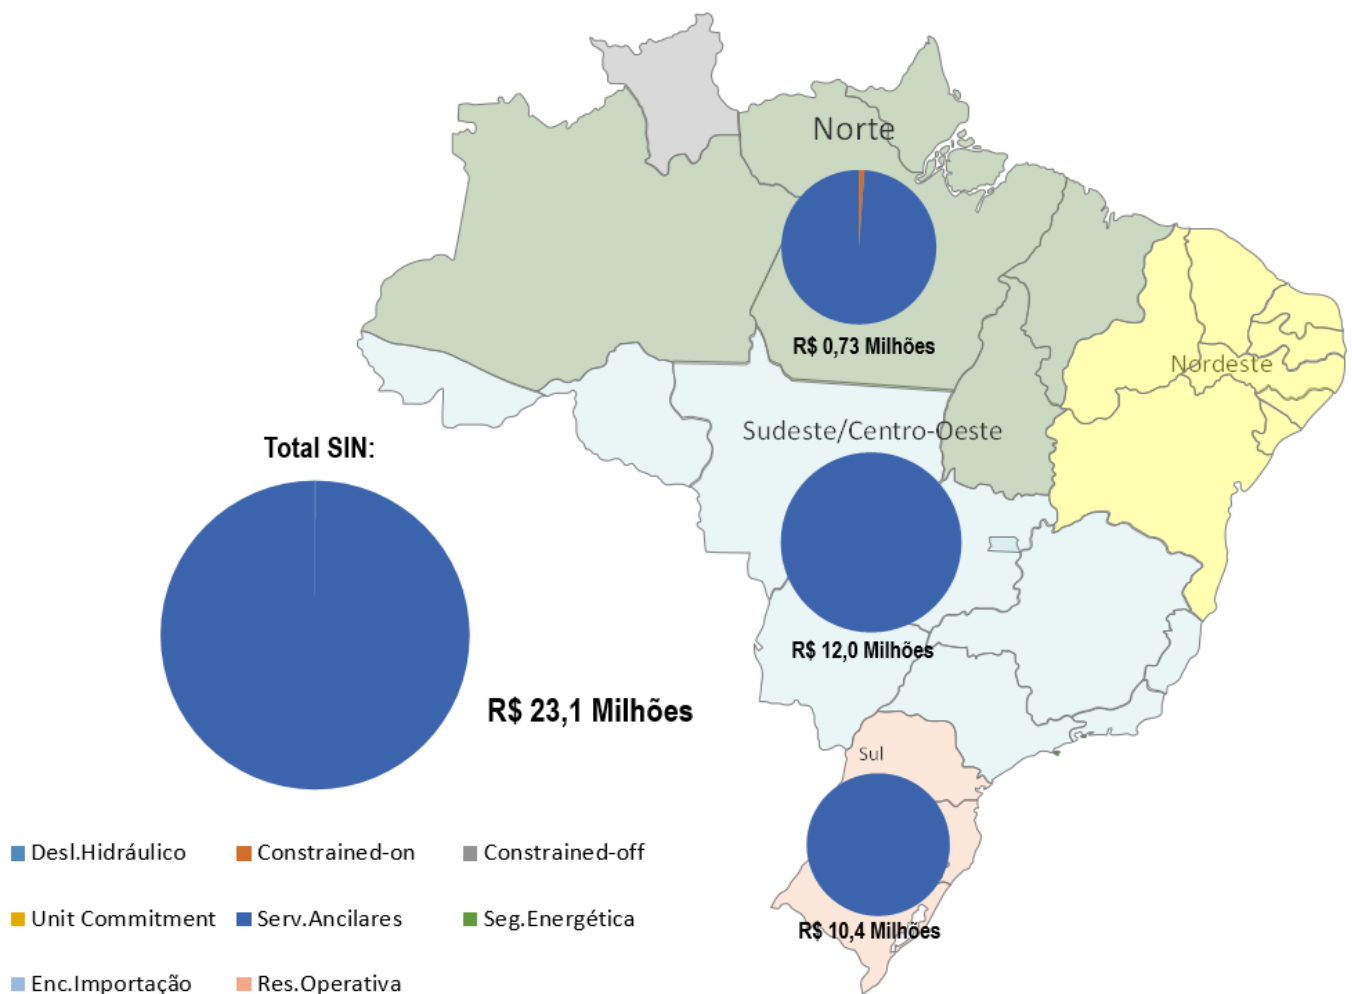 Norte
R$ 0,73 Milhões
Nordeste
Sudeste/Centro-Oeste
Total SIN:
R$ 12,0 Milhões
R$ 23,1 Milhões
Sul
R$ 10,4 Milhões
Desl.Hidráulico
Constrained-on
Constrained-off
Unit Commitment
Serv.Ancilares
Seg.Energética
Enc.Importação
Res.Operativa